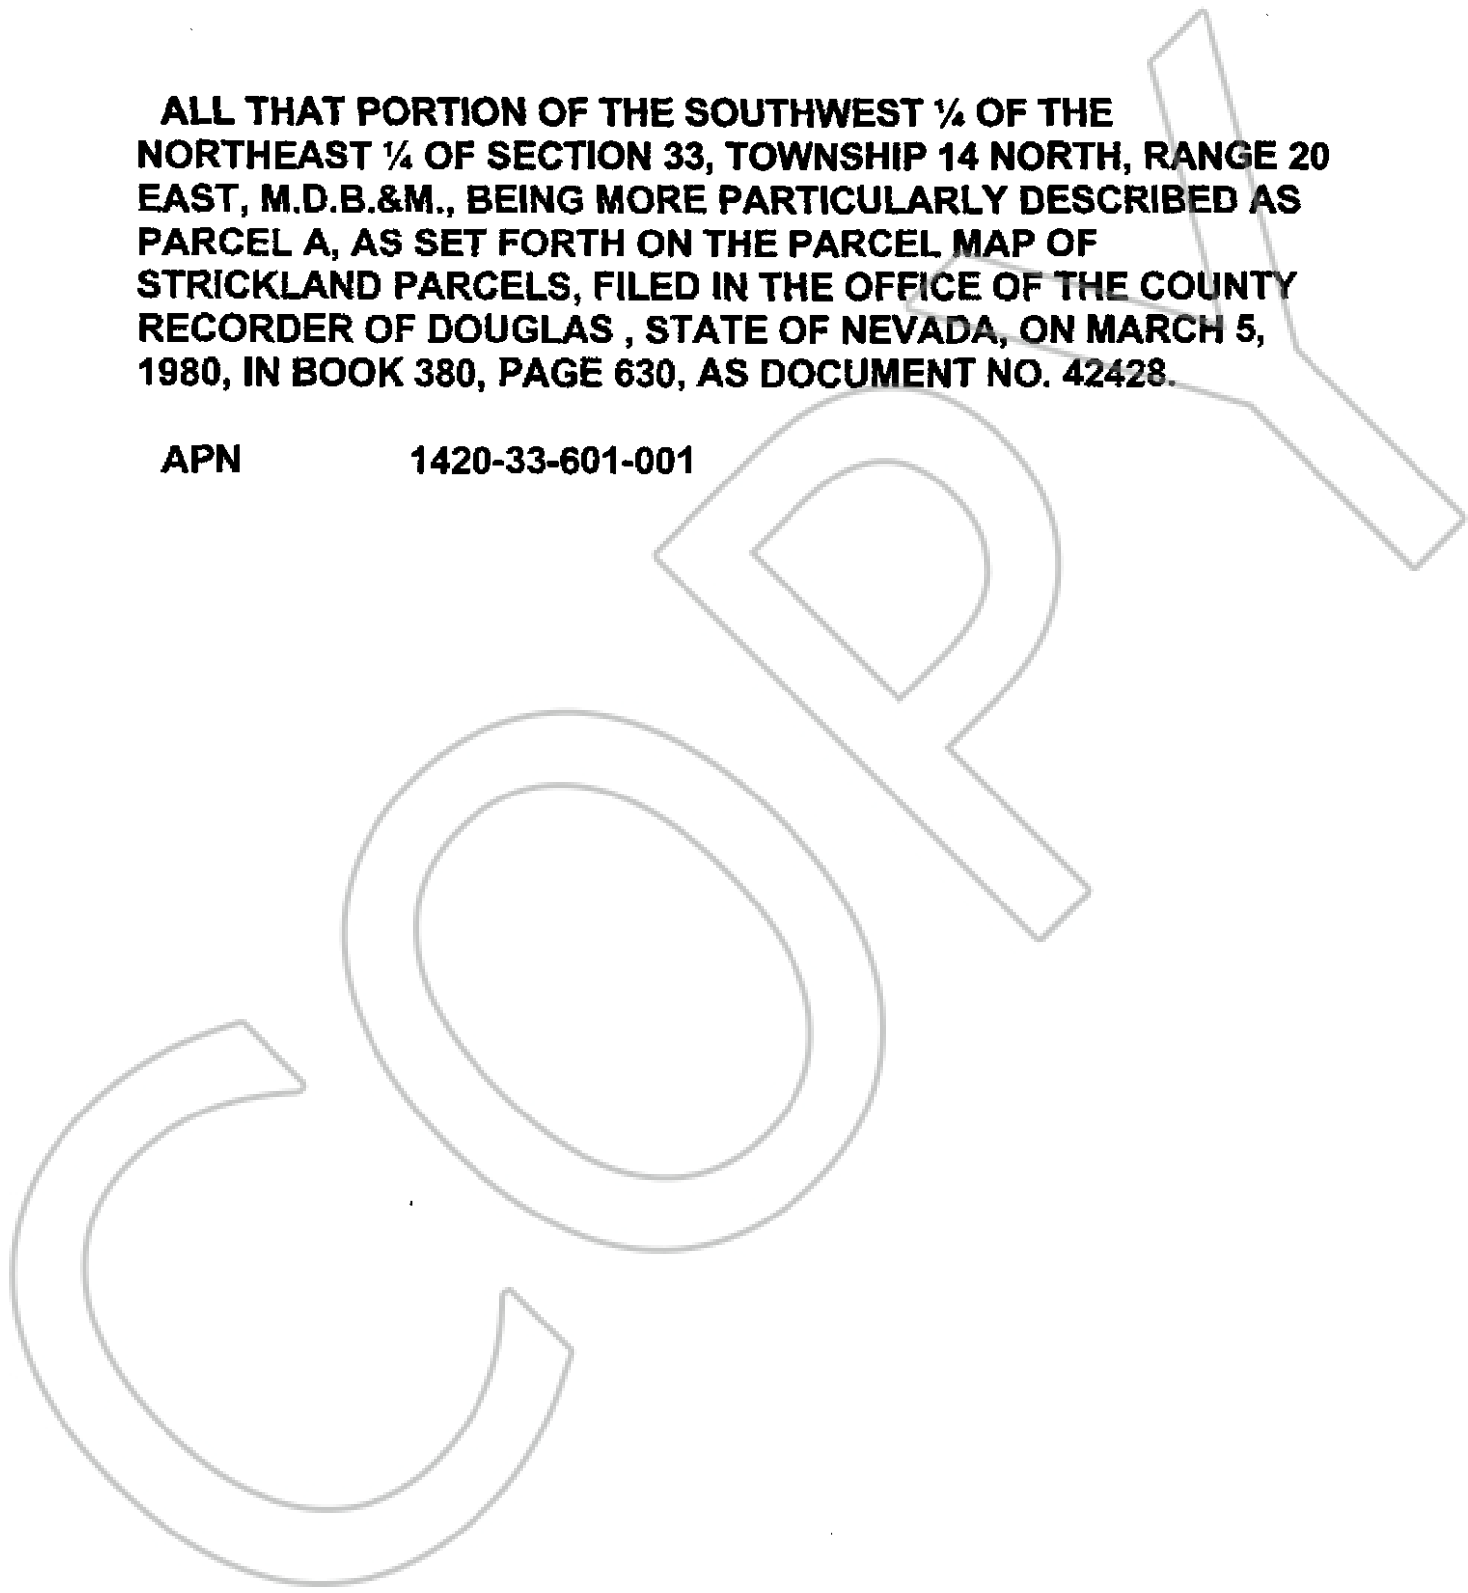 ALL THAT PORTION OF THE SOUTHWEST ¼ OF THE
NORTHEAST ¼ OF SECTION 33, TOWNSHIP 14 NORTH, RANGE 20
EAST, M.D.B.&M., BEING MORE PARTICULARLY DESCRIBED AS
PARCEL A, AS SET FORTH ON THE PARCEL MAP OF
STRICKLAND PARCELS, FILED IN THE OFFICE OF THE COUNTY
RECORDER OF DOUGLAS , STATE OF NEVADA, ON MARCH 5,
1980, IN BOOK 380, PAGE 630, AS DOCUMENT NO. 42428.
APN 1420-33-601-001
COPY